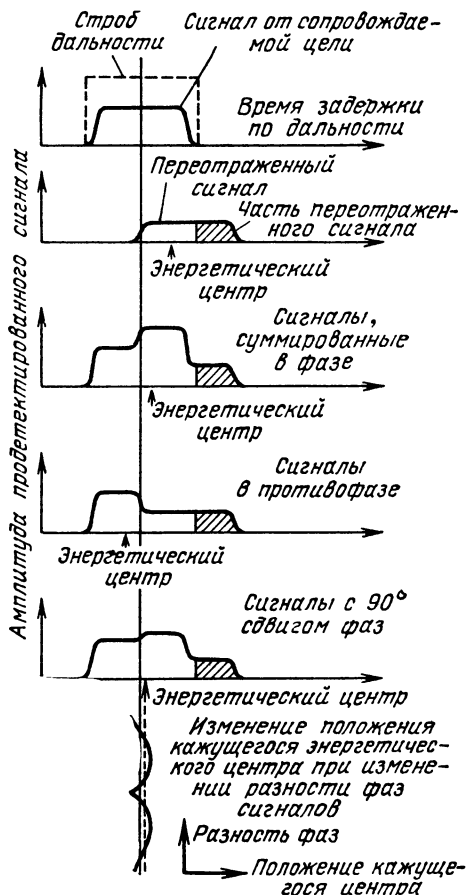 Строб
дальности
Сигнал от сопровождае-
мой цели
Время задержки
по дальности
Переотраженный
сигнал
Часть переотражен-
ного сигнала
Энергетический
центр
Сигналы,
суммированные
в фазе
Энергетический
центр
Сигналы
в противофазе
Энергетический
центр
Сигналы с 90°
сдвигом фаз
Энергетический центр
Изменение положения
кажущегося энергетичес-
кого центра при измене-
нии разности фаз
сигналов
Разность фаз
Положение кажуще-
гося центра
Амплитуда продетектированного сигнала